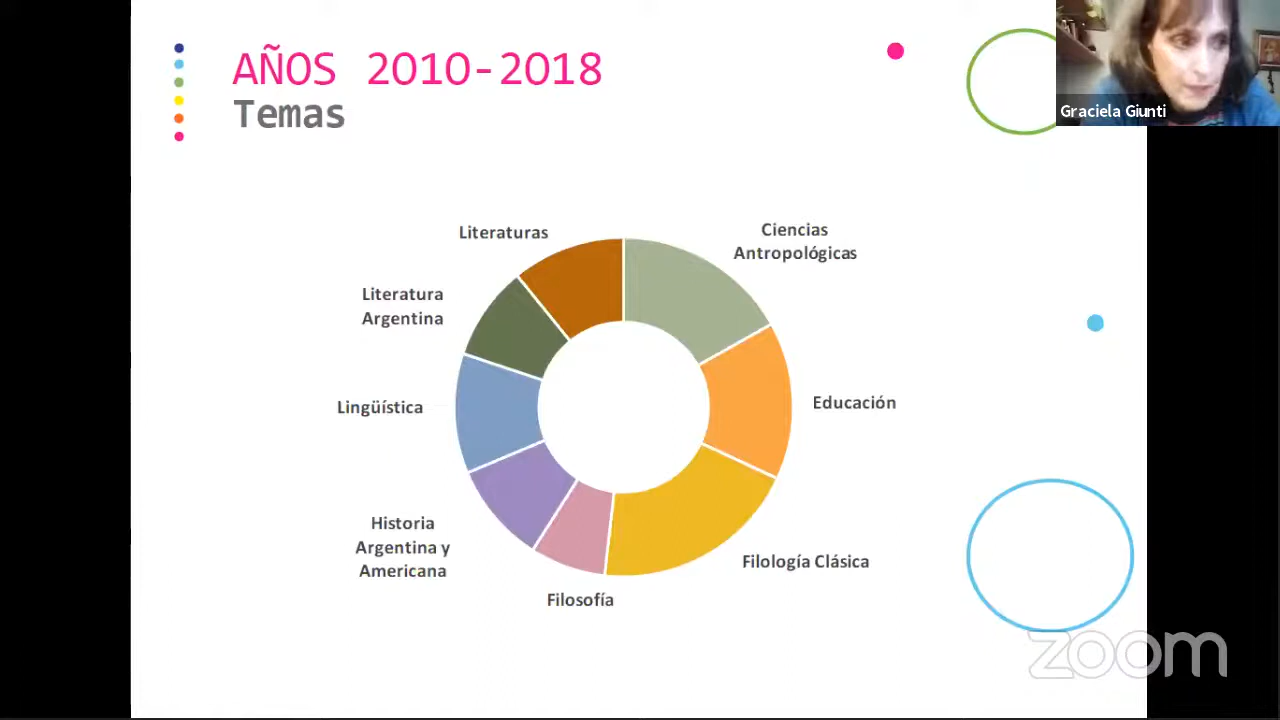 AÑOS 2010-2018
Temas
Graciela Giunti
Literaturas
Ciencias
Antropológicas
Literatura
Argentina
Lingüística
Educación
Historia
Argentina y
Americana
Filología Clásica
Filosofía
zoom